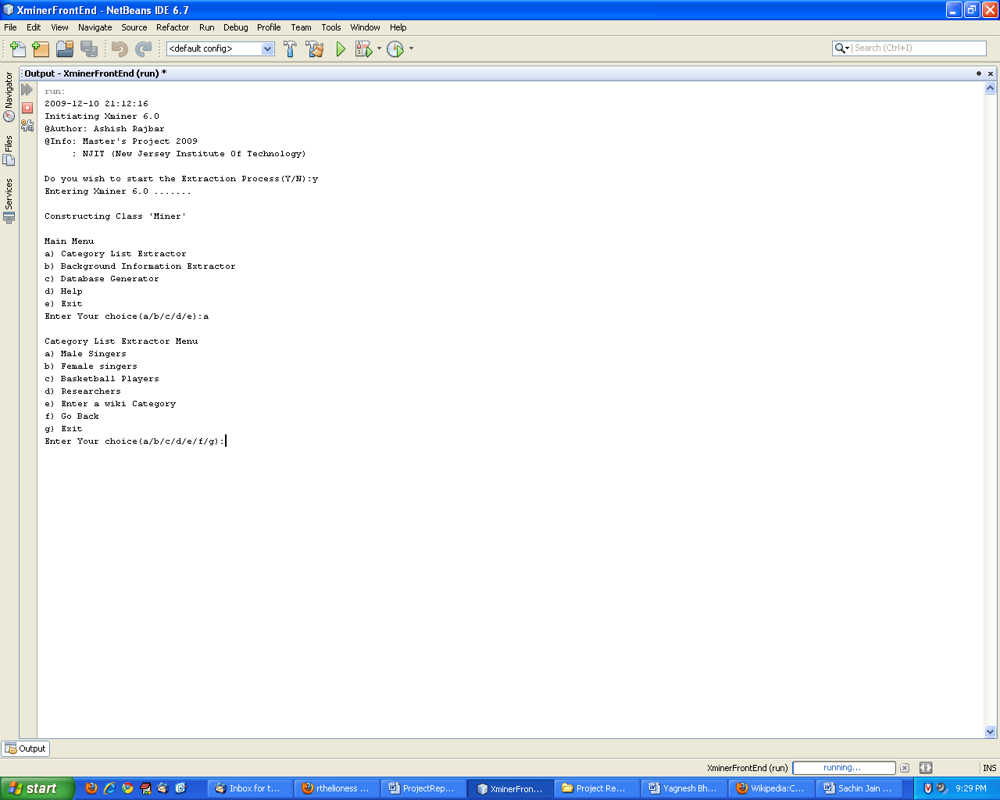 XminerFrontEnd - NetBeans IDE 6.7
File Edit View Navigate Source Refactor Run Debug Profile Team Tools Window Help
<default config>
Search (Ctrl+I)
Output - XminerFrontEnd (run) *
Navigator
Files
Services
run:
2009-12-10 21:12:16
Initiating Xminer 6.0
@Author: Ashish Rajbar
@Info: Master's Project 2009
: NJIT (New Jersey Institute Of Technology)
Do you wish to start the Extraction Process(Y/N):y
Entering Xminer 6.0 .......
Constructing Class 'Miner'
Main Menu
a) Category List Extractor
b) Background Information Extractor
c) Database Generator
d) Help
e) Exit
Enter Your choice(a/b/c/d/e):a
Category List Extractor Menu
a) Male Singers
b) Female singers
c) Basketball Players
d) Researchers
e) Enter a wiki Category
f) Go Back
g) Exit
Enter Your choice(a/b/c/d/e/f/g):
Output
XminerFrontEnd (run) running... INS
start Inbox for t... rthelioness ... ProjectRep... XminerFron... Project Re... Yagnesh Bh... Wikipedia:C... Sachin Jain ... 9:29 PM